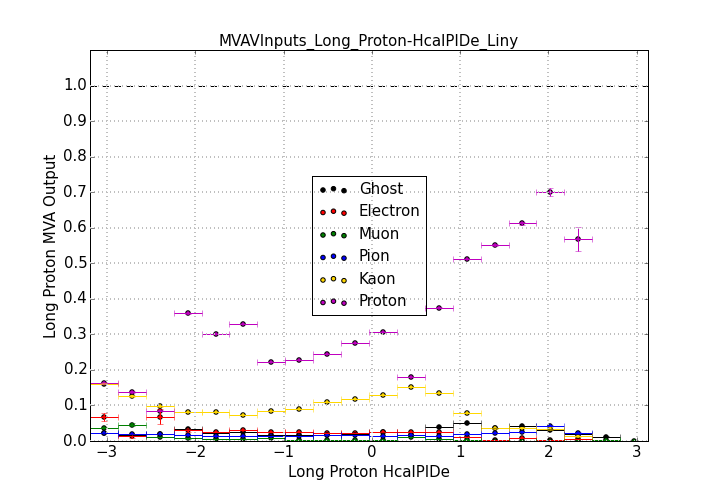 MVAVInputs_Long_Proton-HcalPIDe_Liny
1.0
0.9
0.8
0.7
0.6
0.5
0.4
0.3
0.2
0.1
0.0
Long Proton MVA Output
Ghost
Electron
Muon
Pion
Kaon
Proton
−3 −2 −1 0 1 2 3
Long Proton HcalPIDe